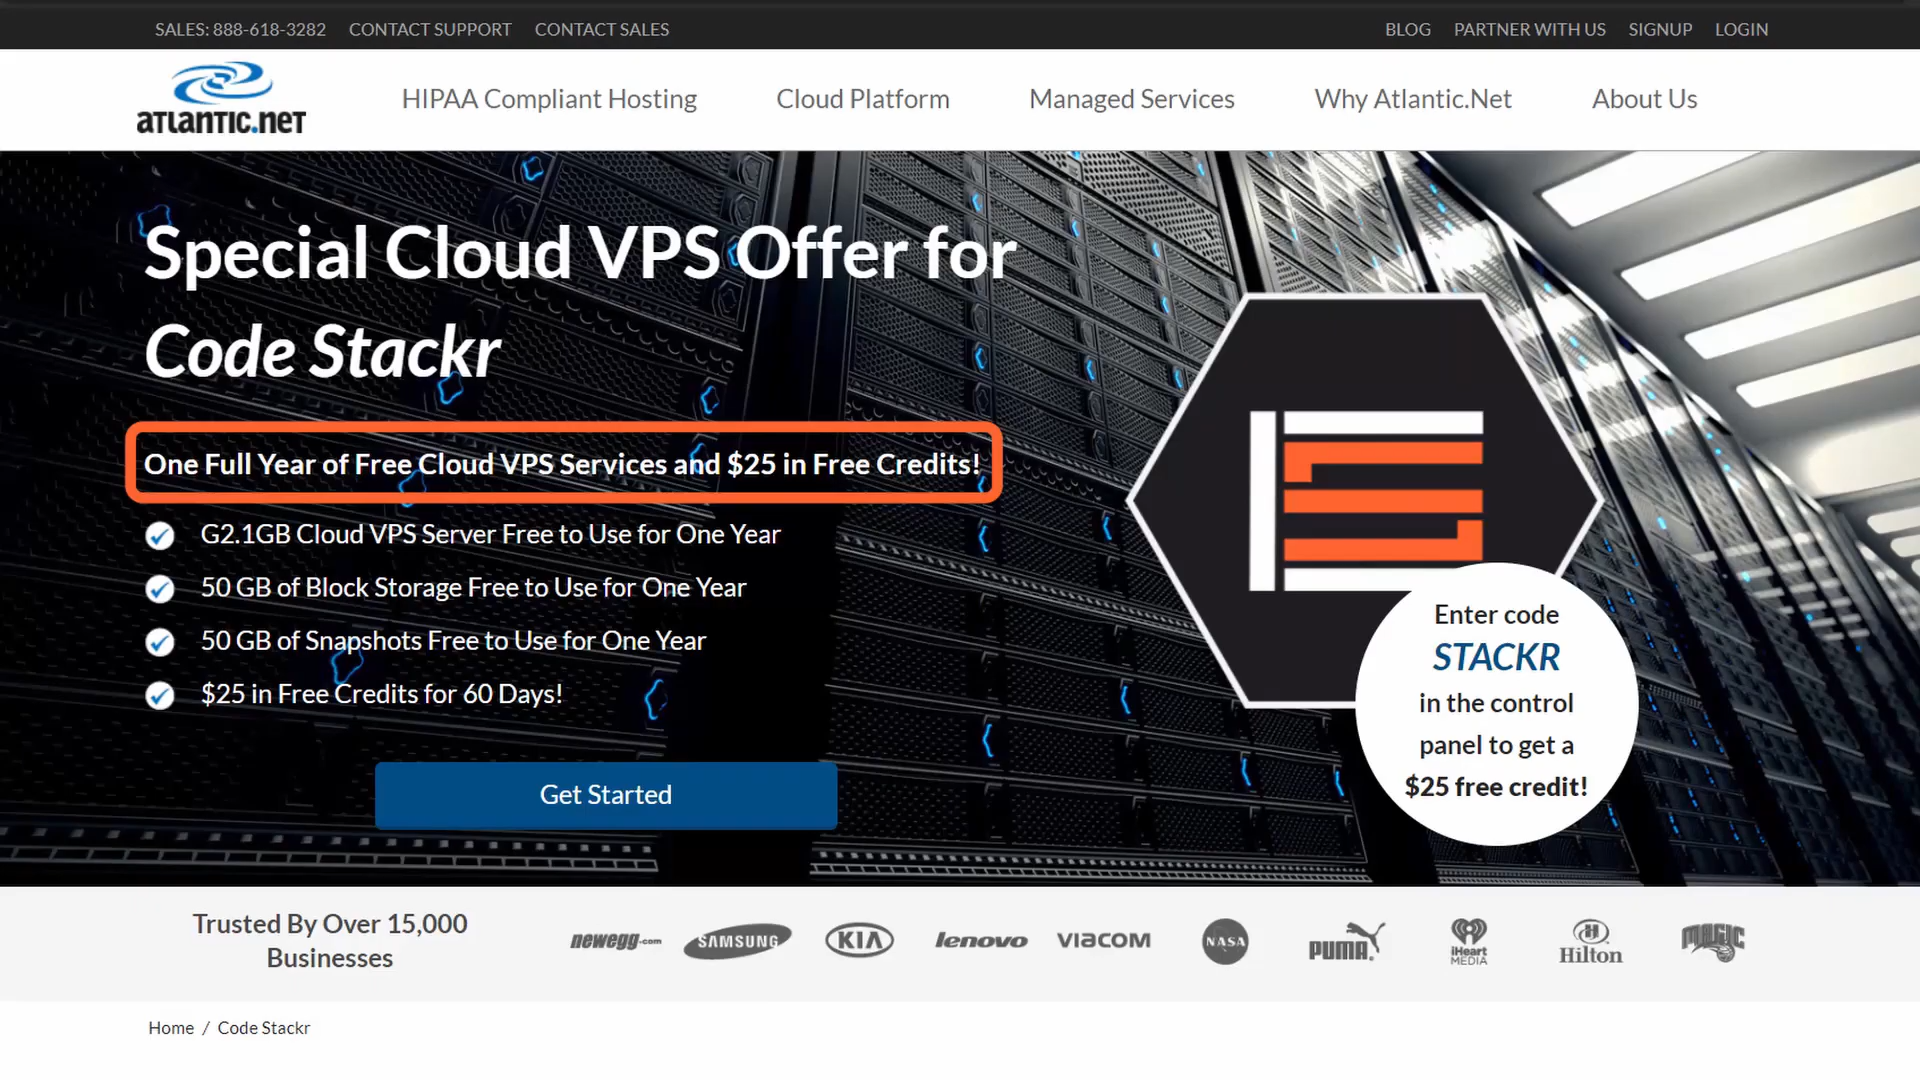 SALES: 888-618-3282 CONTACT SUPPORT CONTACT SALES BLOG PARTNER WITH US SIGNUP LOGIN
ATLANTIC.NET
HIPAA Compliant Hosting Cloud Platform Managed Services Why Atlantic.Net About Us
Special Cloud VPS Offer for
Code Stackr
One Full Year of Free Cloud VPS Services and $25 in Free Credits!
G2.1GB Cloud VPS Server Free to Use for One Year
50 GB of Block Storage Free to Use for One Year
50 GB of Snapshots Free to Use for One Year
$25 in Free Credits for 60 Days!
Get Started
Enter code
STACKR
in the control
panel to get a
$25 free credit!
Trusted By Over 15,000
Businesses
newegg.com SAMSUNG KIA lenovo VIACOM NASA PUMA iHeart MEDIA Hilton MAGIC
Home / Code Stackr